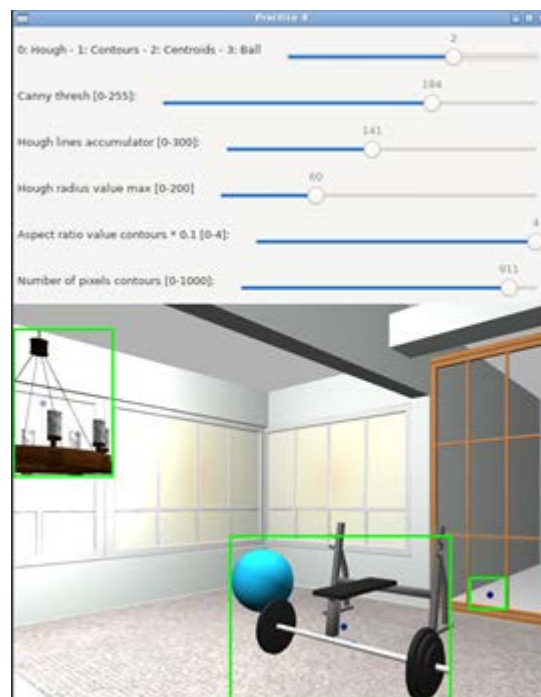 Practise 4
2
0: Hough - 1: Contours - 2: Centroids - 3: Ball
184
Canny thresh [0-255]:
141
Hough lines accumulator [0-300]:
60
Hough radius value max [0-200]
4
Aspect ratio value contours * 0.1 [0-4]:
911
Number of pixels contours [0-1000]: